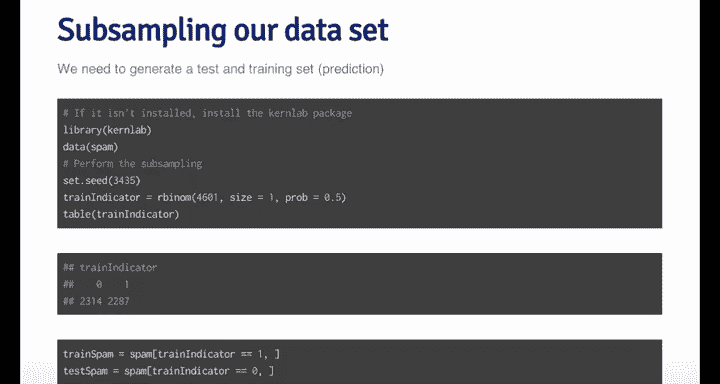 Subsampling our data set
We need to generate a test and training set (prediction)
# If it isn't installed, install the kernlab package
library(kernlab)
data(spam)
# Perform the subsampling
set.seed(3435)
trainIndicator = rbinom(4601, size = 1, prob = 0.5)
table(trainIndicator)
## trainIndicator
##    0    1
## 2314 2287
trainSpam = spam[trainIndicator == 1, ]
testSpam = spam[trainIndicator == 0, ]